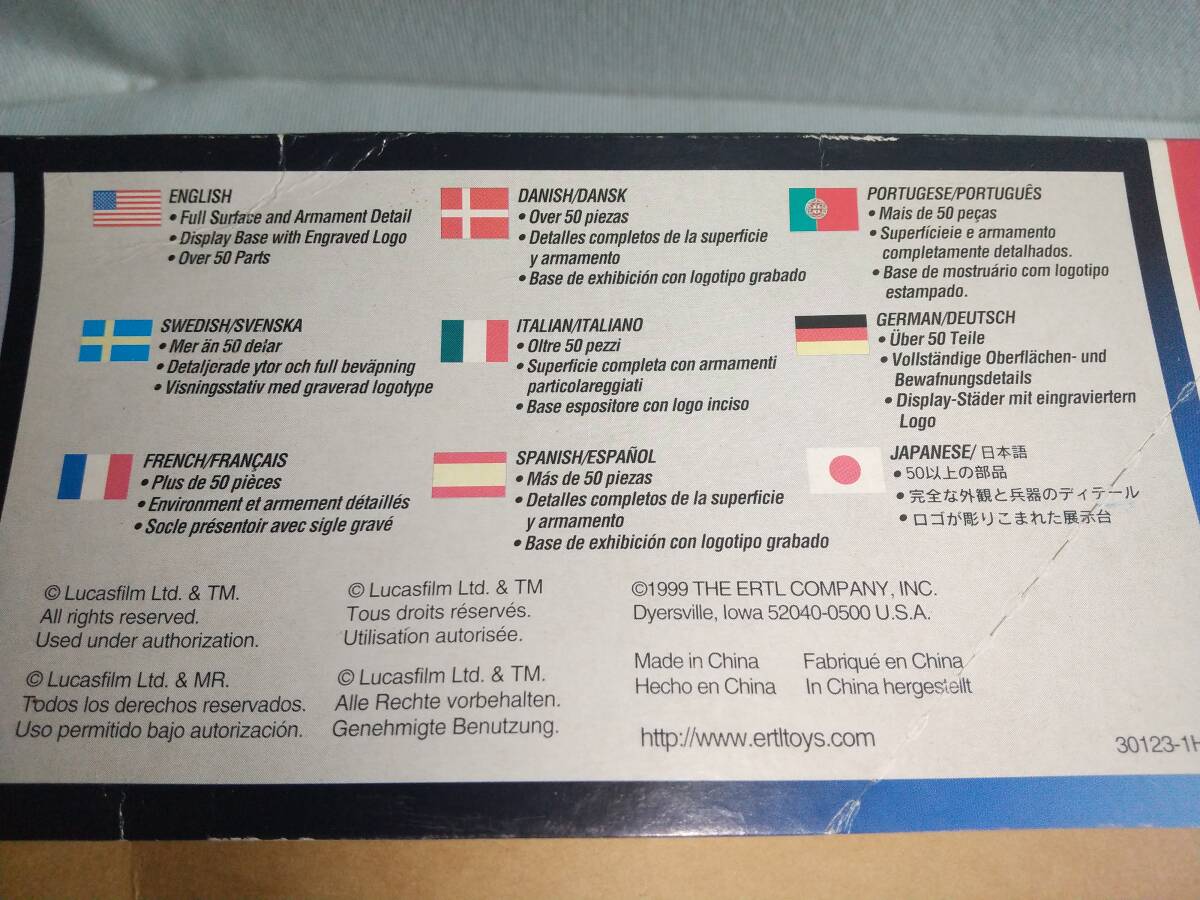 ENGLISH
• Full Surface and Armament Detail
• Display Base with Engraved Logo
• Over 50 Parts
DANISH/DANSK
• Over 50 piezas
• Detalles completos de la superficie
y armamento
• Base de exhibición con logotipo grabado
PORTUGESE/PORTUGUÊS
• Mais de 50 peças
• Superfícieie e armamento
completamente detalhados.
• Base de mostruário com logotipo
estampado.
SWEDISH/SVENSKA
• Mer än 50 delar
• Detaljerade ytor och full beväpning
• Visningsstativ med graverad logotype
ITALIAN/ITALIANO
• Oltre 50 pezzi
• Superficie completa con armamenti
particolareggiati
• Base espositore con logo inciso
GERMAN/DEUTSCH
• Über 50 Teile
• Vollständige Oberflächen- und
Bewafnungsdetails
• Display-Städer mit eingraviertern
Logo
FRENCH/FRANÇAIS
• Plus de 50 pièces
• Environment et armement détaillés
• Socle présentoir avec sigle gravé
SPANISH/ESPAÑOL
• Más de 50 piezas
• Detalles completos de la superficie
y armamento
• Base de exhibición con logotipo grabado
JAPANESE/日本語
• 50以上の部品
• 完全な外観と兵器のディテール
• ロゴが彫りこまれた展示台
© Lucasfilm Ltd. & TM.
All rights reserved.
Used under authorization.
© Lucasfilm Ltd. & TM
Tous droits réservés.
Utilisation autorisée.
©1999 THE ERTL COMPANY, INC.
Dyersville, Iowa 52040-0500 U.S.A.
© Lucasfilm Ltd. & MR.
Todos los derechos reservados.
Uso permitido bajo autorización.
© Lucasfilm Ltd. & TM.
Alle Rechte vorbehalten.
Genehmigte Benutzung.
Made in China Fabriqué en China
Hecho en China In China hergestellt
http://www.ertltoys.com
30123-1H